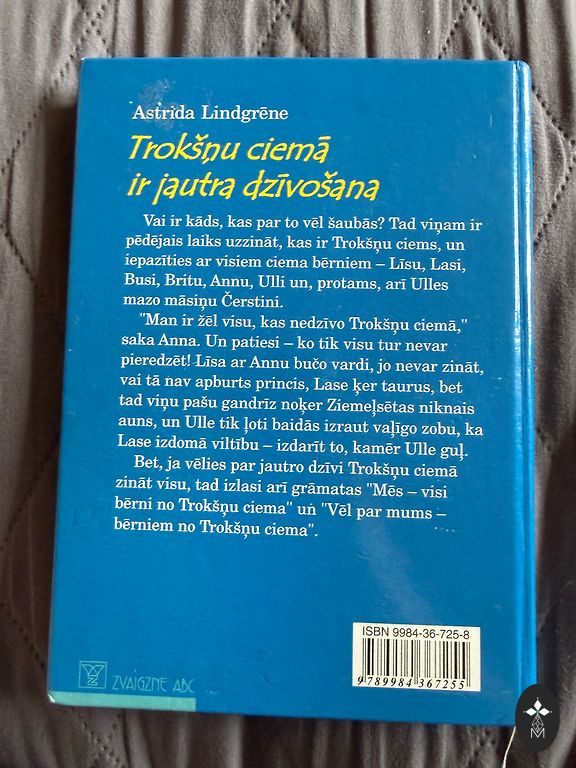 Astrida Lindgrēne
Trokšņu ciemā
ir jautra dzīvošana
Vai ir kāds, kas par to vēl šaubās? Tad viņam ir
pēdējais laiks uzzināt, kas ir Trokšņu ciems, un
iepazīties ar visiem ciema bērniem – Līsu, Lasi,
Busi, Britu, Annu, Ulli un, protams, arī Ulles
mazo māsiņu Čerstini.
"Man ir žēl visu, kas nedzīvo Trokšņu ciemā,"
saka Anna. Un patiesi – ko tik visu tur nevar
pieredzēt! Līsa ar Annu bučo vardi, jo nevar zināt,
vai tā nav apburts princis, Lase ķer taurus, bet
tad viņu pašu gandrīz noķer Ziemeļsētas niknais
auns, un Ulle tik ļoti baidās izraut vaļīgo zobu, ka
Lase izdomā viltību – izdarīt to, kamēr Ulle guļ.
Bet, ja vēlies par jautro dzīvi Trokšņu ciemā
zināt visu, tad izlasi arī grāmatas "Mēs – visi
bērni no Trokšņu ciema" un "Vēl par mums –
bērniem no Trokšņu ciema".
ISBN 9984-36-725-8
9 789984 367255
ZVAIGZNE ABC